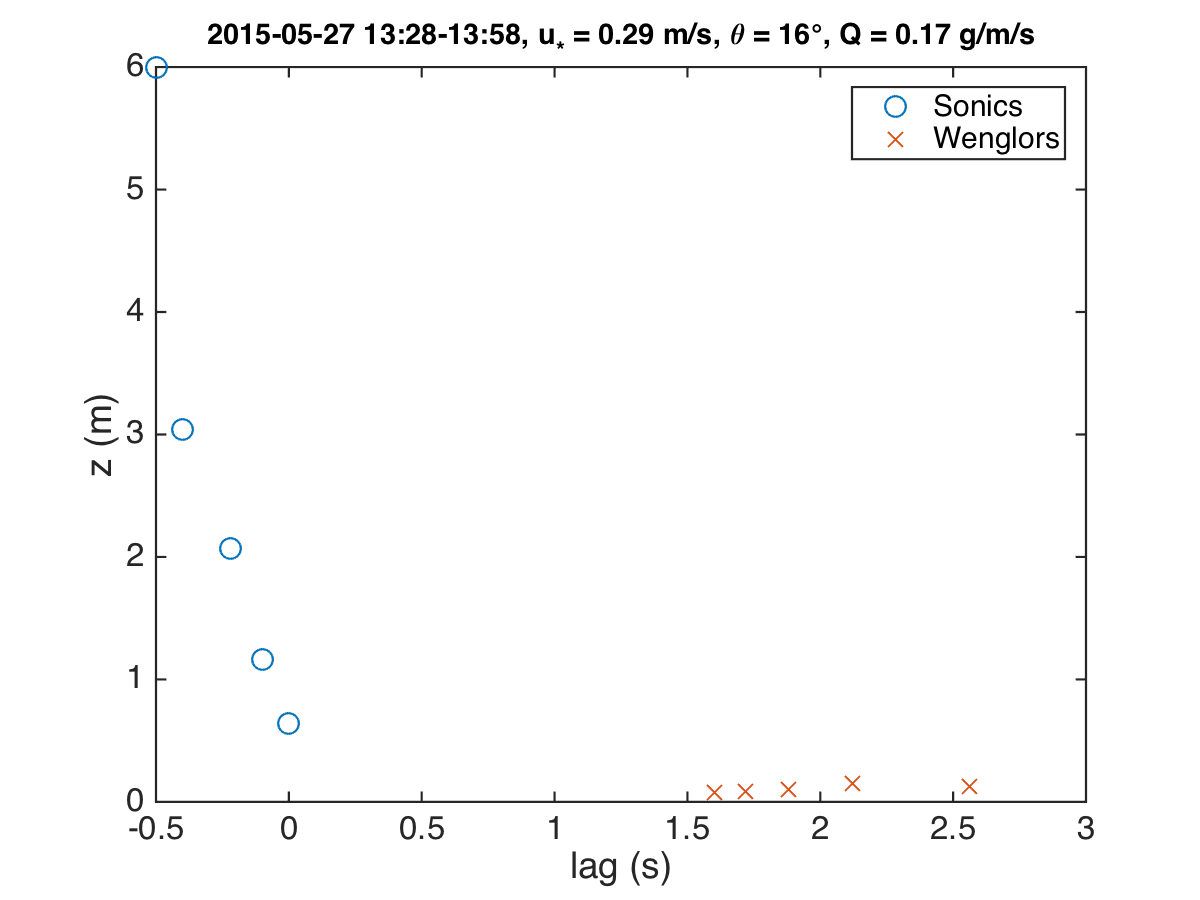 2015-05-27 13:28-13:58, u* = 0.29 m/s, θ = 16°, Q = 0.17 g/m/s
6
Sonics
Wenglors
5
4
3
z (m)
2
1
0
-0.5 0 0.5 1 1.5 2 2.5 3
lag (s)